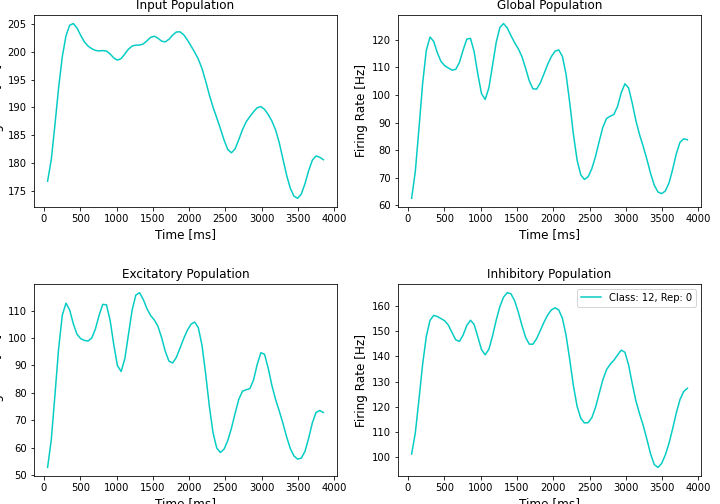 Input Population
Global Population
205
200
195
190
185
180
175
0 500 1000 1500 2000 2500 3000 3500 4000
Time [ms]
Firing Rate [Hz]
120
110
100
90
80
70
60
0 500 1000 1500 2000 2500 3000 3500 4000
Time [ms]
Excitatory Population
Inhibitory Population
110
100
90
80
70
60
50
0 500 1000 1500 2000 2500 3000 3500 4000
Time [ms]
Firing Rate [Hz]
160
150
140
130
120
110
100
0 500 1000 1500 2000 2500 3000 3500 4000
Time [ms]
Class: 12, Rep: 0